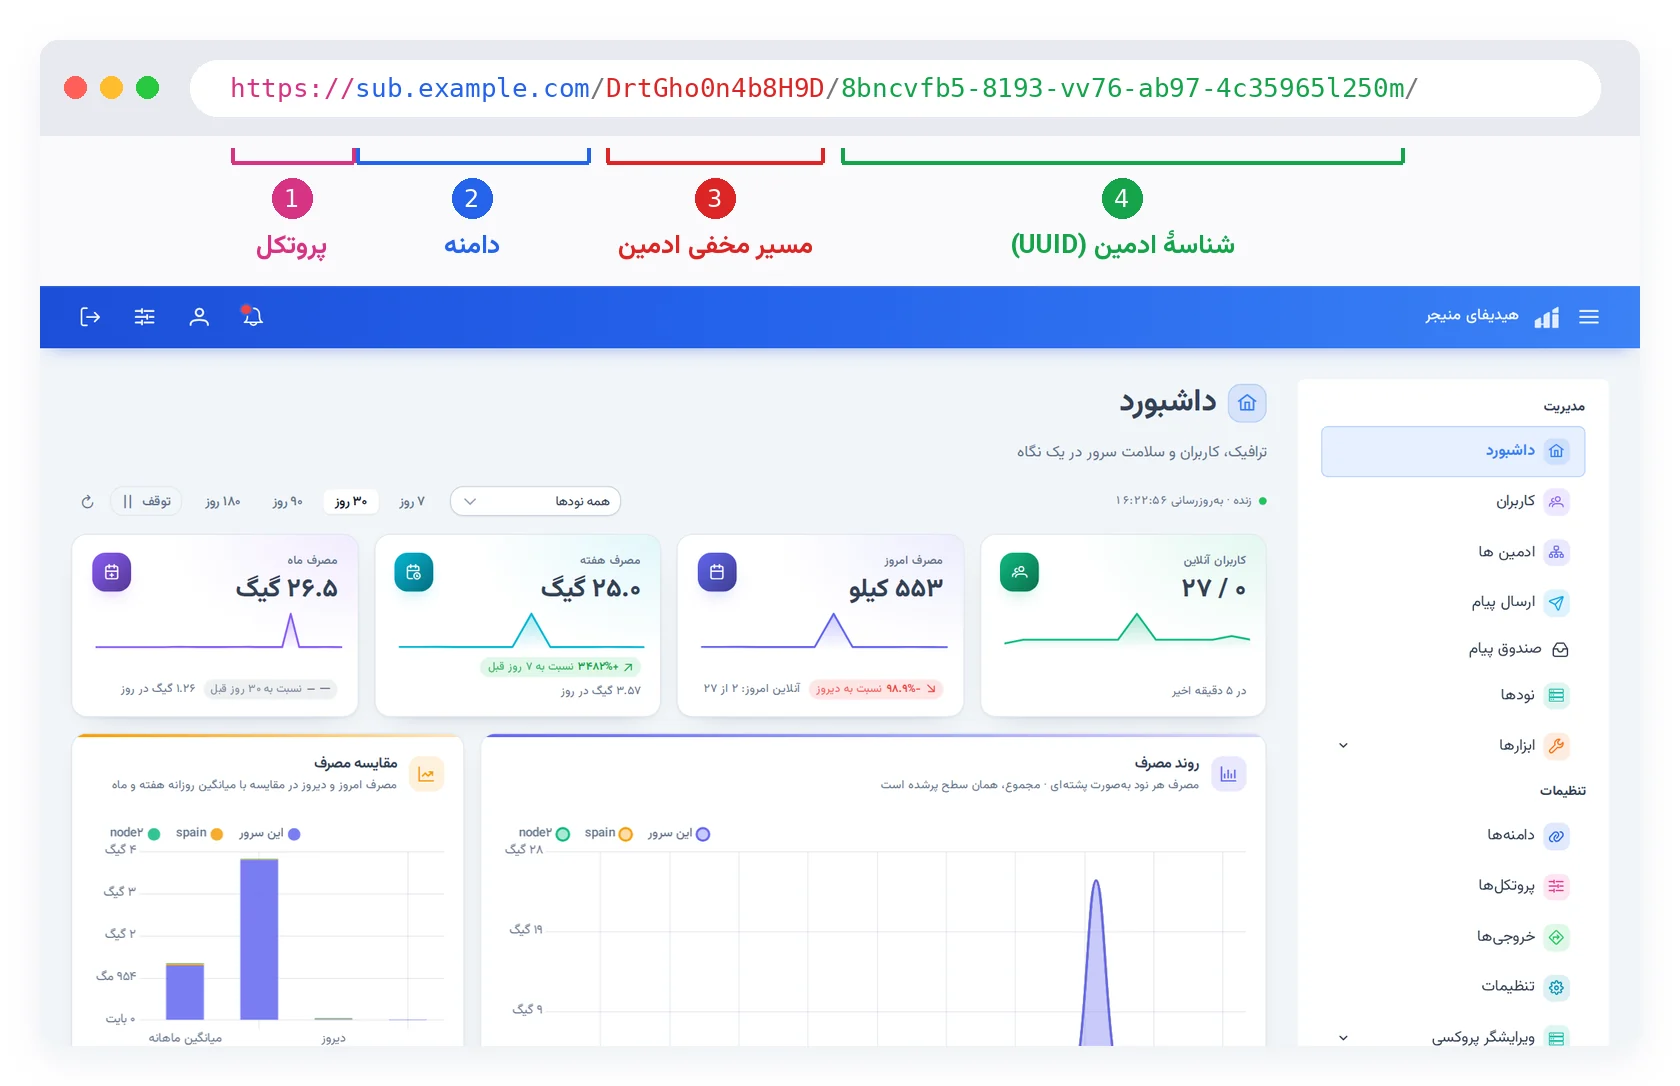 https://sub.example.com/DrtGho0n4b8H9D/8bncvfb5-8193-vv76-ab97-4c35965l250m/
1
2
3
4
پروتکل
دامنه
مسیر مخفی ادمین
شناسهٔ ادمین (UUID)
هیدیفای منیجر
مدیریت
داشبورد
کاربران
ادمین ها
ارسال پیام
صندوق پیام
نودها
ابزارها
تنظیمات
دامنه‌ها
پروتکل‌ها
خروجی‌ها
تنظیمات
ویرایشگر پروکسی
داشبورد
ترافیک، کاربران و سلامت سرور در یک نگاه
زنده · به‌روزرسانی ۱۶:۲۲:۵۶
همه نودها
۷ روز
۳۰ روز
۹۰ روز
۱۸۰ روز
توقف
کاربران آنلاین
۰ / ۲۷
در ۵ دقیقه اخیر
مصرف امروز
۵۵۳ کیلو
-۹۸.۹% نسبت به دیروز
آنلاین امروز: ۲ از ۲۷
مصرف هفته
۲۵.۰ گیگ
+۳۴۸۲% نسبت به ۷ روز قبل
۳.۵۷ گیگ در روز
مصرف ماه
۲۶.۵ گیگ
— نسبت به ۳۰ روز قبل
۱.۲۶ گیگ در روز
روند مصرف
مصرف هر نود به‌صورت پشته‌ای · مجموع، همان سطح پرشده است
این سرور
spain
node۲
۲۸ گیگ
۱۹ گیگ
۹ گیگ
مقایسه مصرف
مصرف امروز و دیروز در مقایسه با میانگین روزانه هفته و ماه
این سرور
spain
node۲
۴ گیگ
۳ گیگ
۲ گیگ
۹۵۴ مگ
۰ بایت
میانگین ماهانه
دیروز